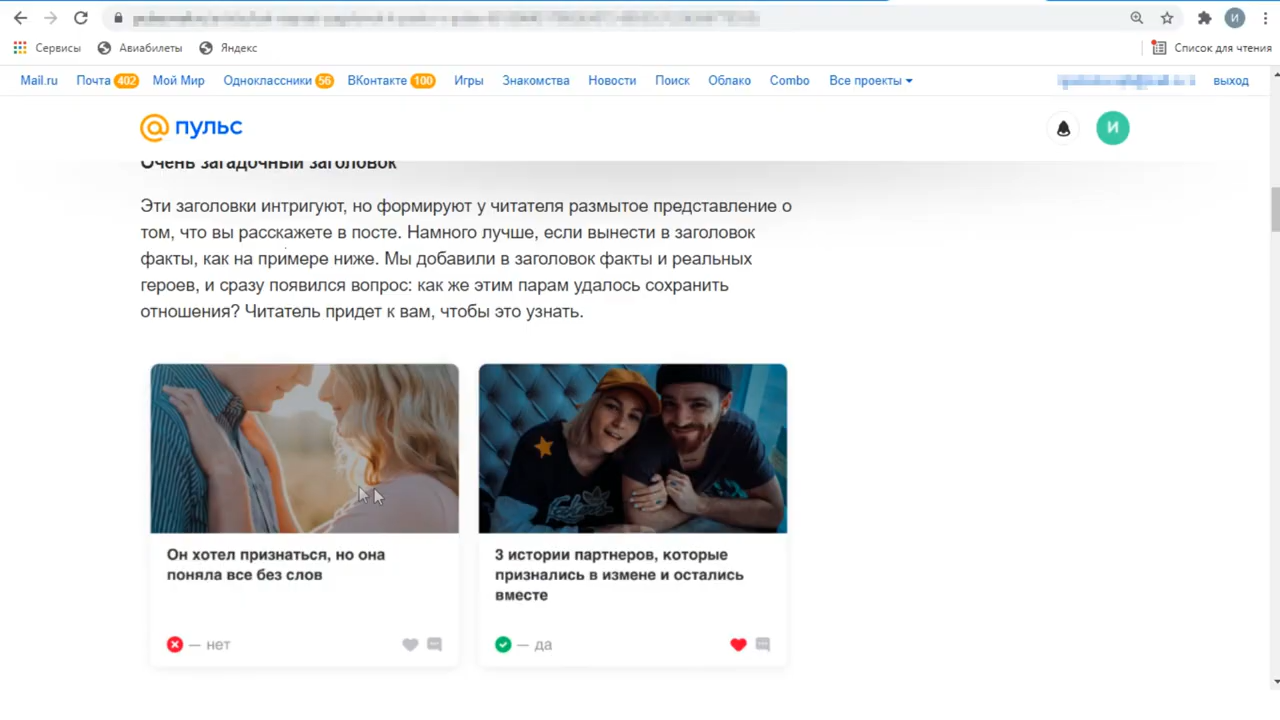 И
Сервисы Авиабилеты Яндекс Список для чтения
Mail.ru Почта 402 Мой Мир Одноклассники 56 ВКонтакте 100 Игры Знакомства Новости Поиск Облако Combo Все проекты выход
@ пульс И
Очень загадочный заголовок
Эти заголовки интригуют, но формируют у читателя размытое представление о
том, что вы расскажете в посте. Намного лучше, если вынести в заголовок
факты, как на примере ниже. Мы добавили в заголовок факты и реальных
героев, и сразу появился вопрос: как же этим парам удалось сохранить
отношения? Читатель придет к вам, чтобы это узнать.
Он хотел признаться, но она
поняла все без слов
— нет
3 истории партнеров, которые
признались в измене и остались
вместе
— да